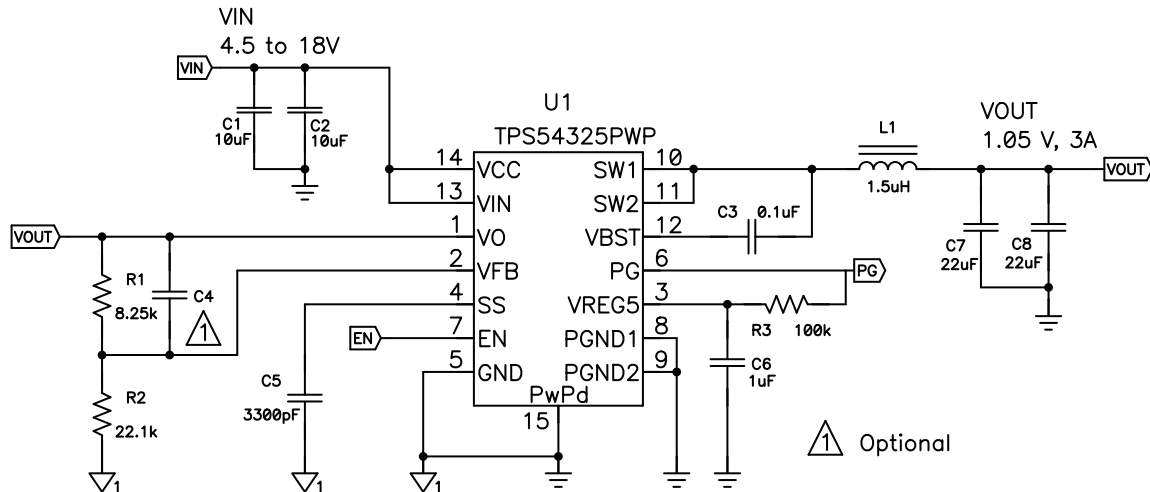 VIN
4.5 to 18V
VIN
C1
10uF
C2
10uF
U1
TPS54325PWP
14 VCC SW1 10
13 VIN SW2 11
1 VO VBST 12
2 VFB PG 6
4 SS VREG5 3
7 EN PGND1 8
5 GND PGND2 9
PwPd
15
L1
1.5uH
VOUT
1.05 V, 3A
VOUT
C3 0.1uF
C7
22uF
C8
22uF
PG
R3 100k
C6
1uF
VOUT
R1
8.25k
C4
1
R2
22.1k
EN
C5
3300pF
1
1
1
1 Optional